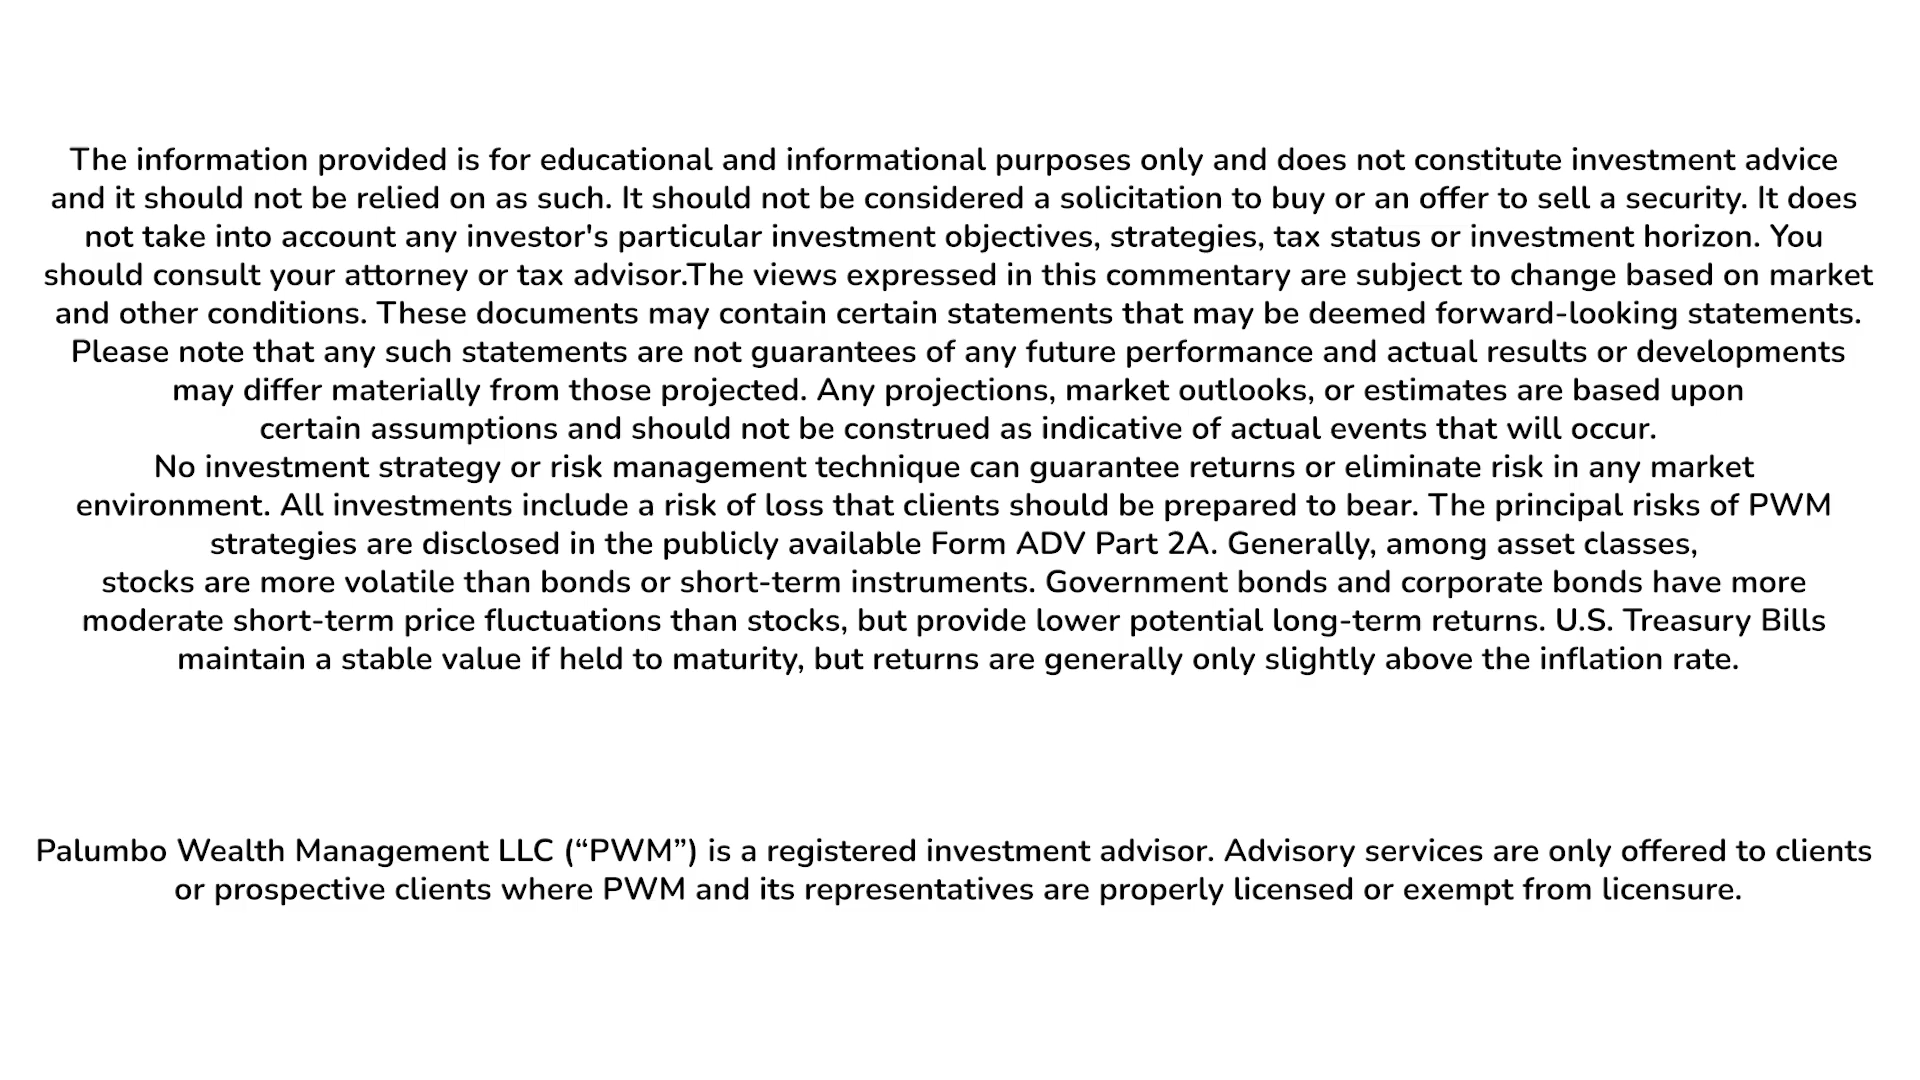 The information provided is for educational and informational purposes only and does not constitute investment advice
and it should not be relied on as such. It should not be considered a solicitation to buy or an offer to sell a security. It does
not take into account any investor's particular investment objectives, strategies, tax status or investment horizon. You
should consult your attorney or tax advisor.The views expressed in this commentary are subject to change based on market
and other conditions. These documents may contain certain statements that may be deemed forward-looking statements.
Please note that any such statements are not guarantees of any future performance and actual results or developments
may differ materially from those projected. Any projections, market outlooks, or estimates are based upon
certain assumptions and should not be construed as indicative of actual events that will occur.
No investment strategy or risk management technique can guarantee returns or eliminate risk in any market
environment. All investments include a risk of loss that clients should be prepared to bear. The principal risks of PWM
strategies are disclosed in the publicly available Form ADV Part 2A. Generally, among asset classes,
stocks are more volatile than bonds or short-term instruments. Government bonds and corporate bonds have more
moderate short-term price fluctuations than stocks, but provide lower potential long-term returns. U.S. Treasury Bills
maintain a stable value if held to maturity, but returns are generally only slightly above the inflation rate.
Palumbo Wealth Management LLC (“PWM”) is a registered investment advisor. Advisory services are only offered to clients
or prospective clients where PWM and its representatives are properly licensed or exempt from licensure.